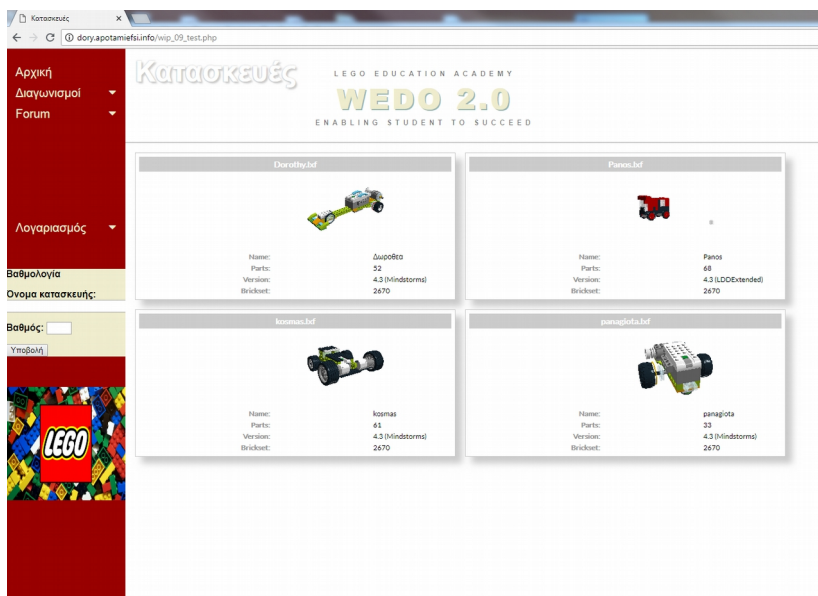 Κατασκευές
dory.apotamiefsi.info/wip_09_test.php
Αρχική
Διαγωνισμοί
Forum
Λογαριασμός
Βαθμολογία
Όνομα κατασκευής:
Βαθμός:
Υποβολή
LEGO
Κατασκευές
LEGO EDUCATION ACADEMY
WEDO 2.0
ENABLING STUDENT TO SUCCEED
Dorothy.lxf
Name: Δωροθεα
Parts: 52
Version: 4.3 (Mindstorms)
Brickset: 2670
Panos.lxf
Name: Panos
Parts: 68
Version: 4.3 (LDDExtended)
Brickset: 2670
kosmas.lxf
Name: kosmas
Parts: 61
Version: 4.3 (Mindstorms)
Brickset: 2670
panagiota.lxf
Name: panagiota
Parts: 33
Version: 4.3 (Mindstorms)
Brickset: 2670